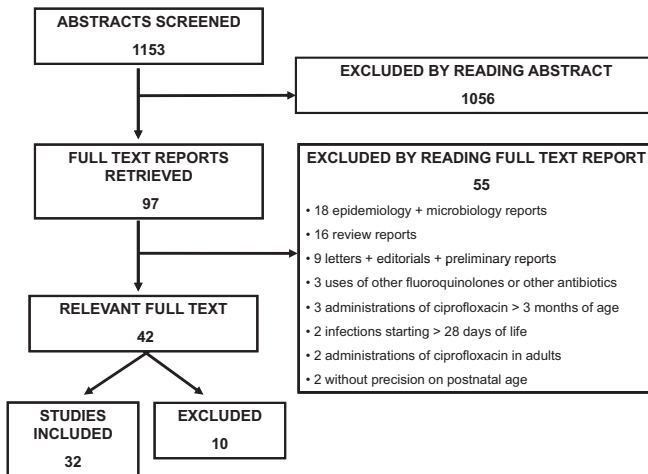 ABSTRACTS SCREENED
1153
EXCLUDED BY READING ABSTRACT
1056
FULL TEXT REPORTS
RETRIEVED
97
EXCLUDED BY READING FULL TEXT REPORT
55
• 18 epidemiology + microbiology reports
• 16 review reports
• 9 letters + editorials + preliminary reports
• 3 uses of other fluoroquinolones or other antibiotics
• 3 administrations of ciprofloxacin > 3 months of age
• 2 infections starting > 28 days of life
• 2 administrations of ciprofloxacin in adults
• 2 without precision on postnatal age
RELEVANT FULL TEXT
42
STUDIES
INCLUDED
32
EXCLUDED
10